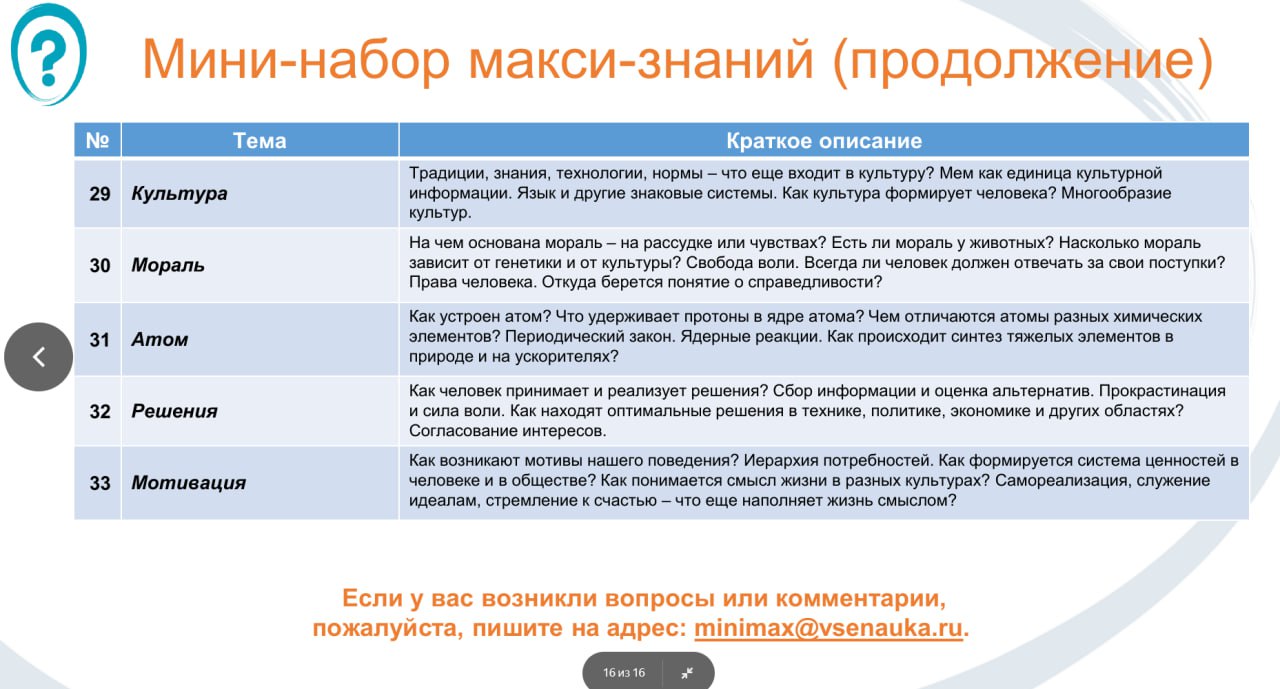 ?
Мини-набор макси-знаний (продолжение)
№ Тема Краткое описание
29 Культура
Традиции, знания, технологии, нормы – что еще входит в культуру? Мем как единица культурной
информации. Язык и другие знаковые системы. Как культура формирует человека? Многообразие
культур.
30 Мораль
На чем основана мораль – на рассудке или чувствах? Есть ли мораль у животных? Насколько мораль
зависит от генетики и от культуры? Свобода воли. Всегда ли человек должен отвечать за свои поступки?
Права человека. Откуда берется понятие о справедливости?
31 Атом
Как устроен атом? Что удерживает протоны в ядре атома? Чем отличаются атомы разных химических
элементов? Периодический закон. Ядерные реакции. Как происходит синтез тяжелых элементов в
природе и на ускорителях?
32 Решения
Как человек принимает и реализует решения? Сбор информации и оценка альтернатив. Прокрастинация
и сила воли. Как находят оптимальные решения в технике, политике, экономике и других областях?
Согласование интересов.
33 Мотивация
Как возникают мотивы нашего поведения? Иерархия потребностей. Как формируется система ценностей в
человеке и в обществе? Как понимается смысл жизни в разных культурах? Самореализация, служение
идеалам, стремление к счастью – что еще наполняет жизнь смыслом?
Если у вас возникли вопросы или комментарии,
пожалуйста, пишите на адрес: minimax@vsenauka.ru.
16 из 16